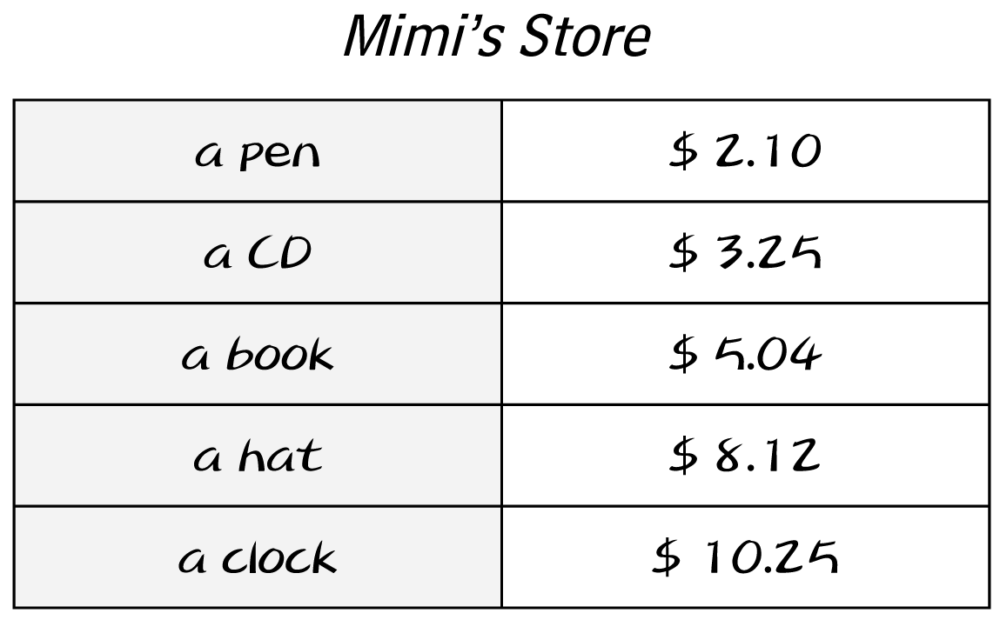 Mimi’s Store
a pen $ 2.10
a CD $ 3.25
a book $ 5.04
a hat $ 8.12
a clock $ 10.25